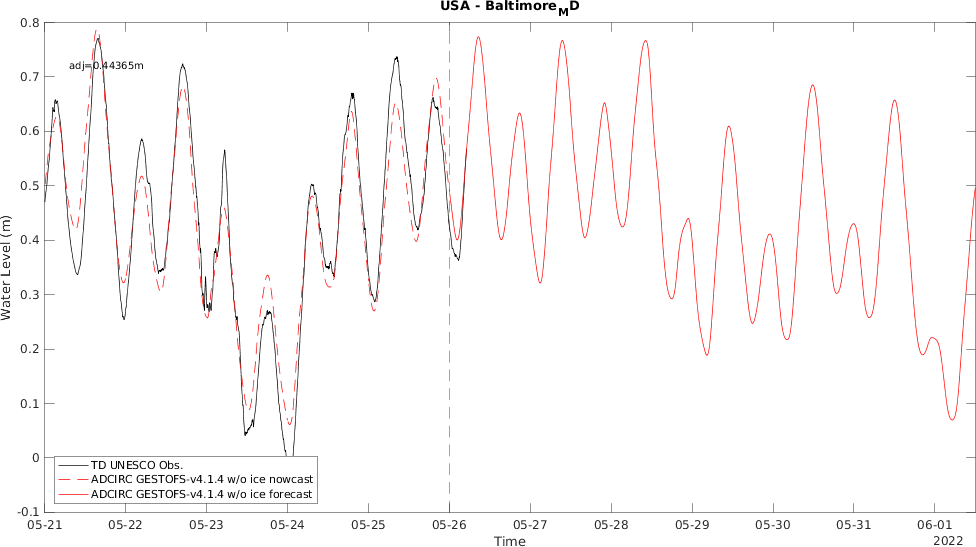 USA - Baltimore_MD
0.8
adj=0.44365m
0.7
0.6
0.5
0.4
0.3
0.2
0.1
0
-0.1
Water Level (m)
TD UNESCO Obs.
ADCIRC GESTOFS-v4.1.4 w/o ice nowcast
ADCIRC GESTOFS-v4.1.4 w/o ice forecast
05-21 05-22 05-23 05-24 05-25 05-26 05-27 05-28 05-29 05-30 05-31 06-01
Time
2022